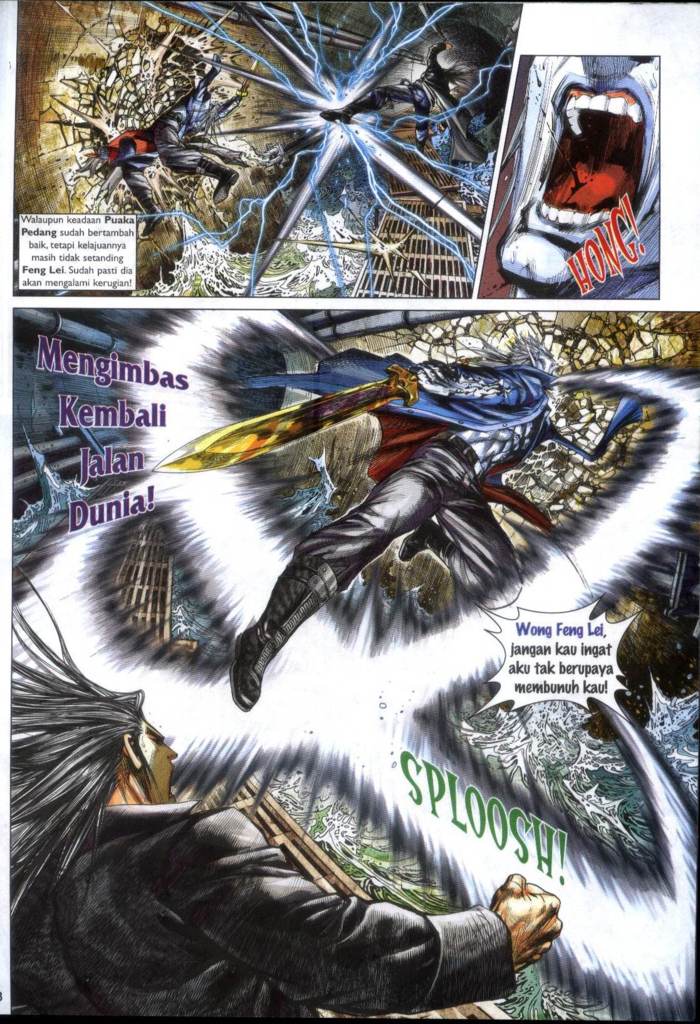 Walaupun keadaan Puaka
Pedang sudah bertambah
baik, tetapi kelajuannya
masih tidak setanding
Feng Lei. Sudah pasti dia
akan mengalami kerugian!
HONG!
Mengimbas
Kembali
Jalan
Dunia!
Wong Feng Lei,
jangan kau ingat
aku tak berupaya
membunuh kau!
SPLOOSH!